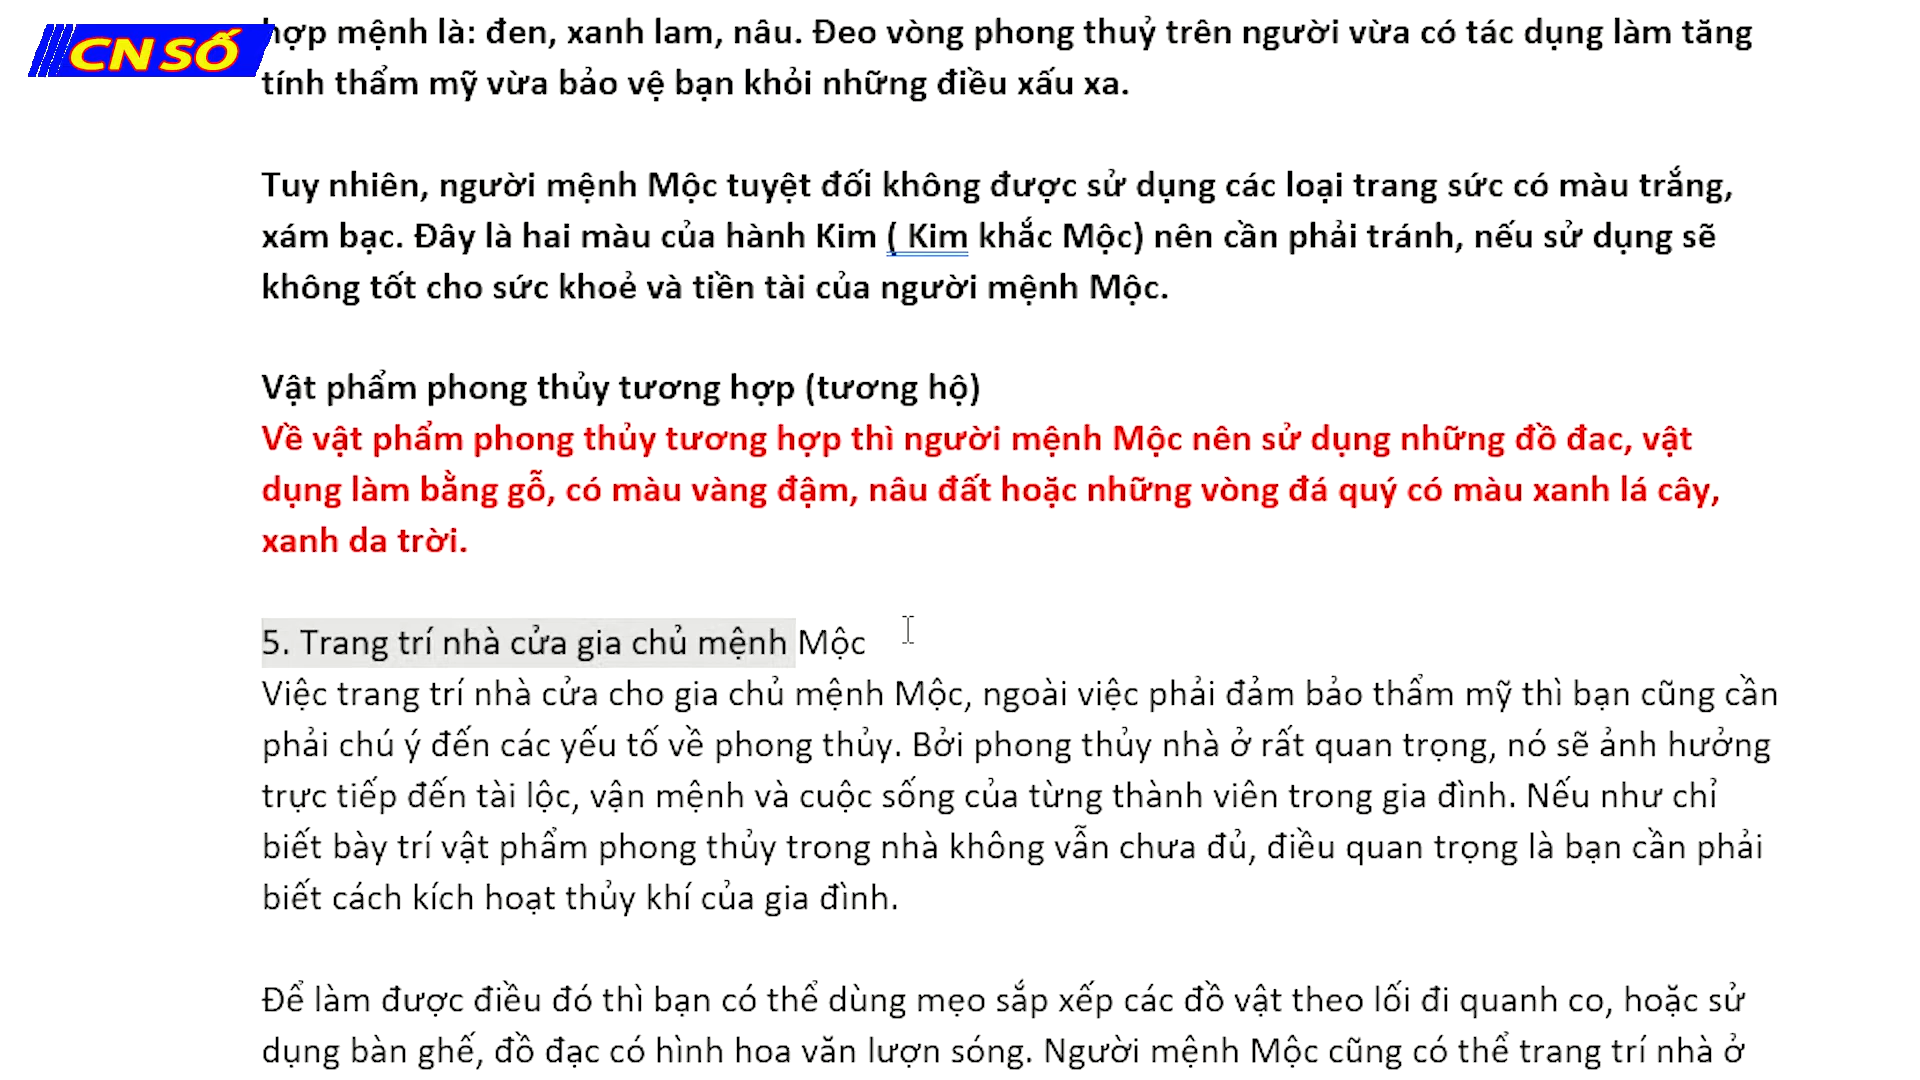 CN SỐ
hợp mệnh là: đen, xanh lam, nâu. Đeo vòng phong thuỷ trên người vừa có tác dụng làm tăng
tính thẩm mỹ vừa bảo vệ bạn khỏi những điều xấu xa.
Tuy nhiên, người mệnh Mộc tuyệt đối không được sử dụng các loại trang sức có màu trắng,
xám bạc. Đây là hai màu của hành Kim ( Kim khắc Mộc) nên cần phải tránh, nếu sử dụng sẽ
không tốt cho sức khoẻ và tiền tài của người mệnh Mộc.
Vật phẩm phong thủy tương hợp (tương hộ)
Về vật phẩm phong thủy tương hợp thì người mệnh Mộc nên sử dụng những đồ đac, vật
dụng làm bằng gỗ, có màu vàng đậm, nâu đất hoặc những vòng đá quý có màu xanh lá cây,
xanh da trời.
5. Trang trí nhà cửa gia chủ mệnh Mộc
Việc trang trí nhà cửa cho gia chủ mệnh Mộc, ngoài việc phải đảm bảo thẩm mỹ thì bạn cũng cần
phải chú ý đến các yếu tố về phong thủy. Bởi phong thủy nhà ở rất quan trọng, nó sẽ ảnh hưởng
trực tiếp đến tài lộc, vận mệnh và cuộc sống của từng thành viên trong gia đình. Nếu như chỉ
biết bày trí vật phẩm phong thủy trong nhà không vẫn chưa đủ, điều quan trọng là bạn cần phải
biết cách kích hoạt thủy khí của gia đình.
Để làm được điều đó thì bạn có thể dùng mẹo sắp xếp các đồ vật theo lối đi quanh co, hoặc sử
dụng bàn ghế, đồ đạc có hình hoa văn lượn sóng. Người mệnh Mộc cũng có thể trang trí nhà ở